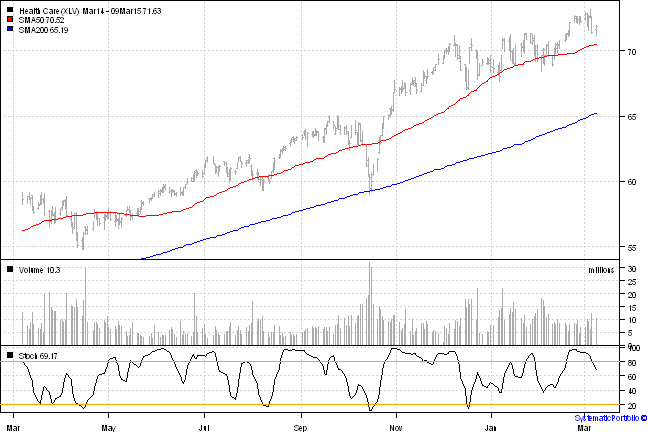 Health Care (XLV) Mar14 - 09Mar15 71.63
SMA50 70.52
SMA200 65.19
70
65
60
55
Volume 10.3
millions
30
25
20
15
10
5
0
Stoch 69.17
100
80
60
40
20
Mar May Jul Sep Nov Jan Mar
SystematicPortfolio ©